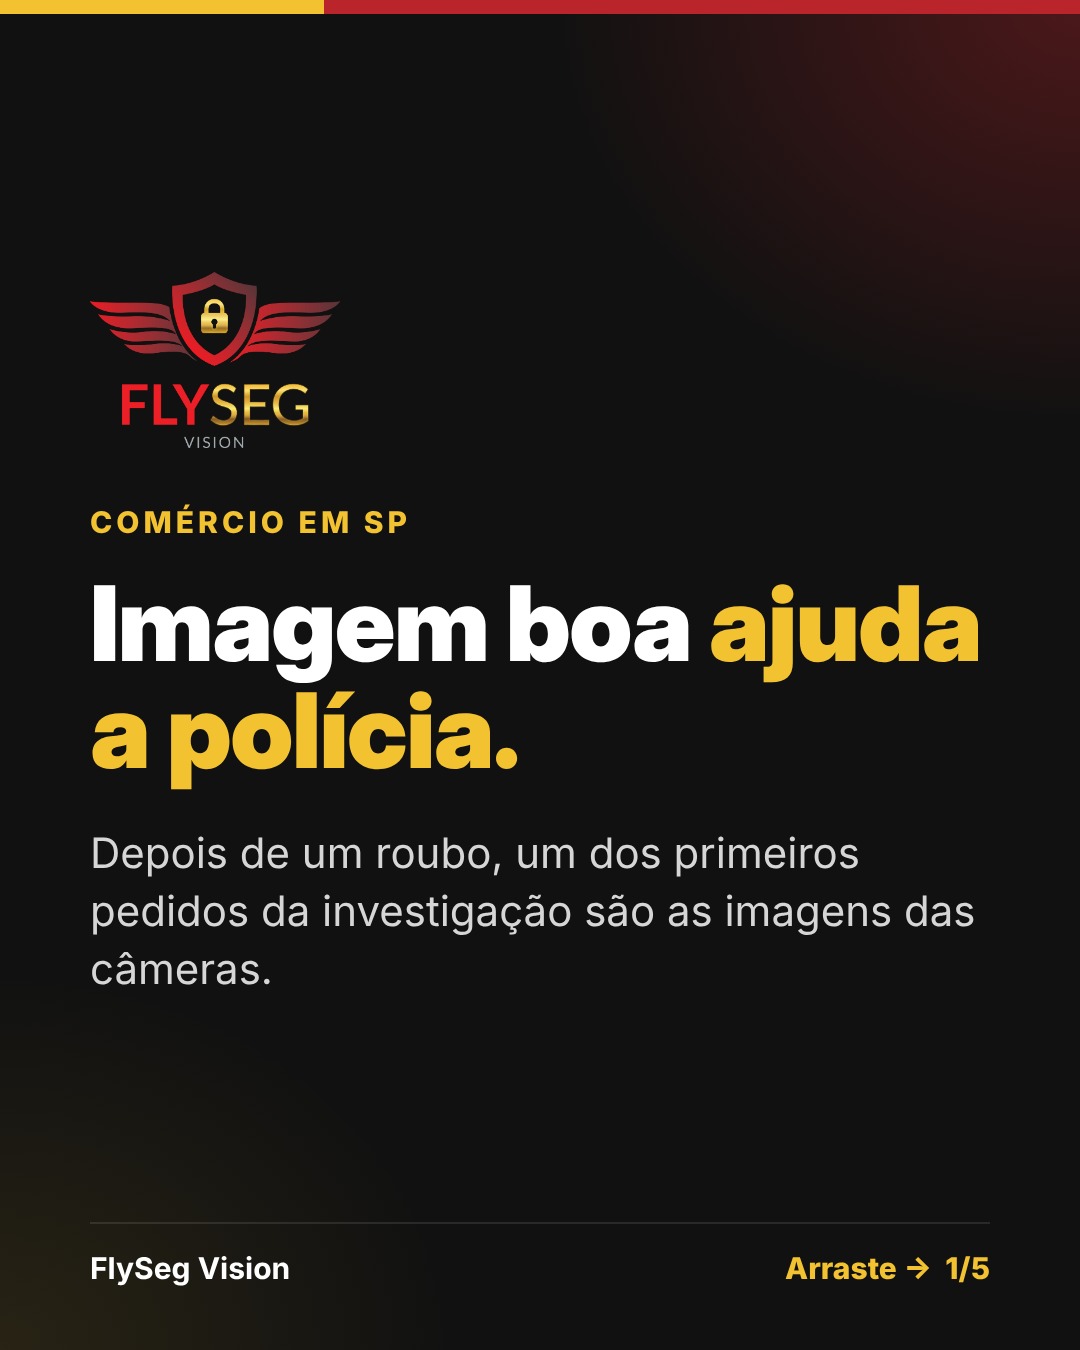 FLYSEG
VISION
COMÉRCIO EM SP
Imagem boa ajuda
a polícia.
Depois de um roubo, um dos primeiros
pedidos da investigação são as imagens das
câmeras.
FlySeg Vision
Arraste → 1/5